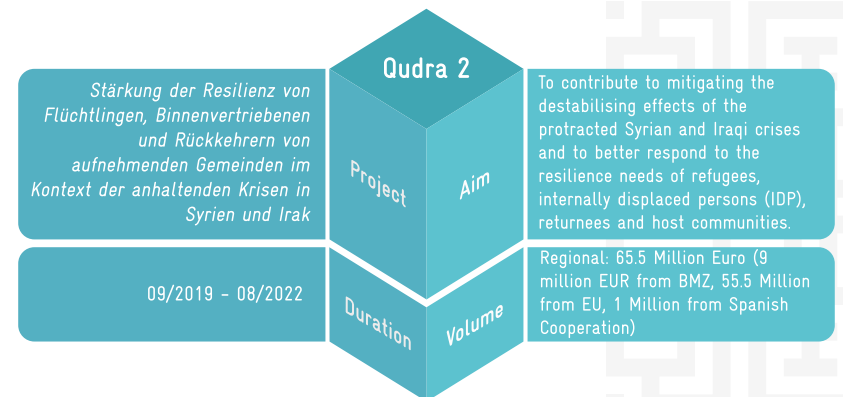 Qudra 2
Stärkung der Resilienz von
Flüchtlingen, Binnenvertriebenen
und Rückkehrern von
aufnehmenden Gemeinden im
Kontext der anhaltenden Krisen in
Syrien und Irak
Project
Aim
To contribute to mitigating the
destabilising effects of the
protracted Syrian and Iraqi crises
and to better respond to the
resilience needs of refugees,
internally displaced persons (IDP),
returnees and host communities.
09/2019 - 08/2022
Duration
Volume
Regional: 65.5 Million Euro (9
million EUR from BMZ, 55.5 Million
from EU, 1 Million from Spanish
Cooperation)